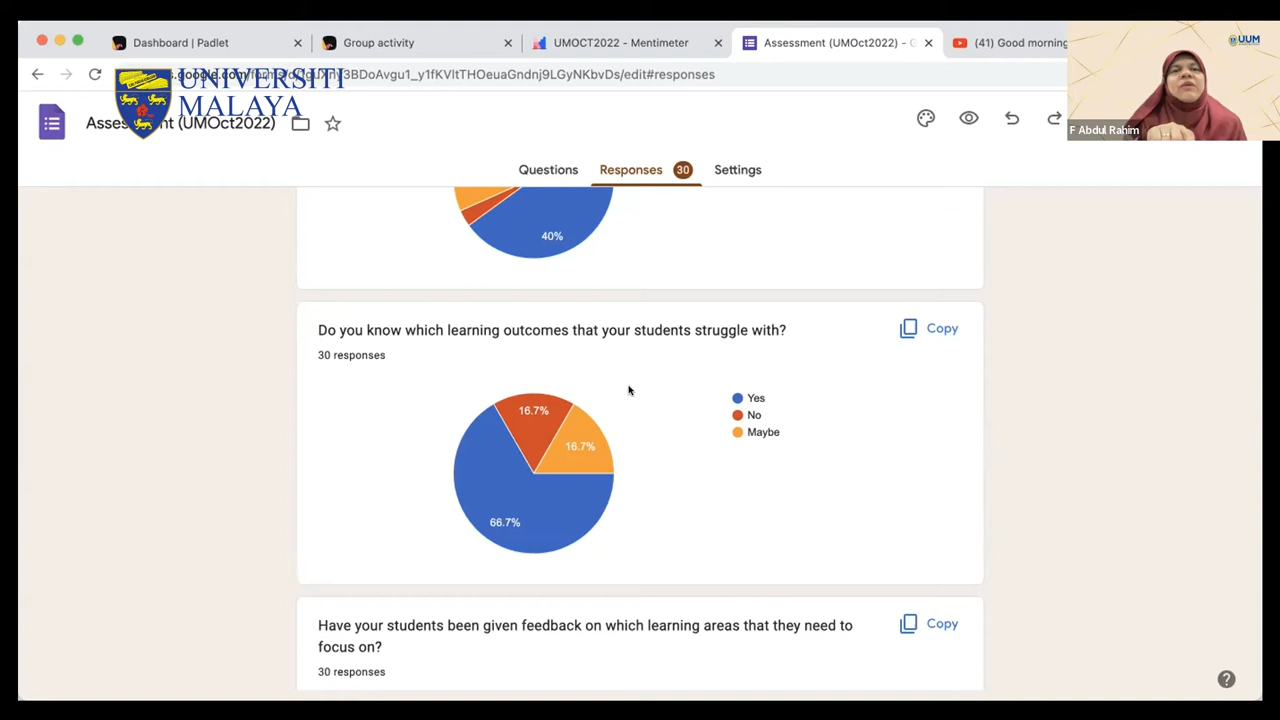 Dashboard | Padlet
Group activity
UMOCT2022 - Mentimeter
Assessment (UMOct2022) - G
(41) Good morning
UUM
3BDoAvgu1_y1fKVltTHOeuaGndnj9LGyNKbvDs/edit#responses
UNIVERSITI
MALAYA
(UMOct2022)
F Abdul Rahim
Questions
Responses 30
Settings
40%
Do you know which learning outcomes that your students struggle with?
Copy
30 responses
16.7%
16.7%
66.7%
Yes
No
Maybe
Have your students been given feedback on which learning areas that they need to
focus on?
Copy
30 responses